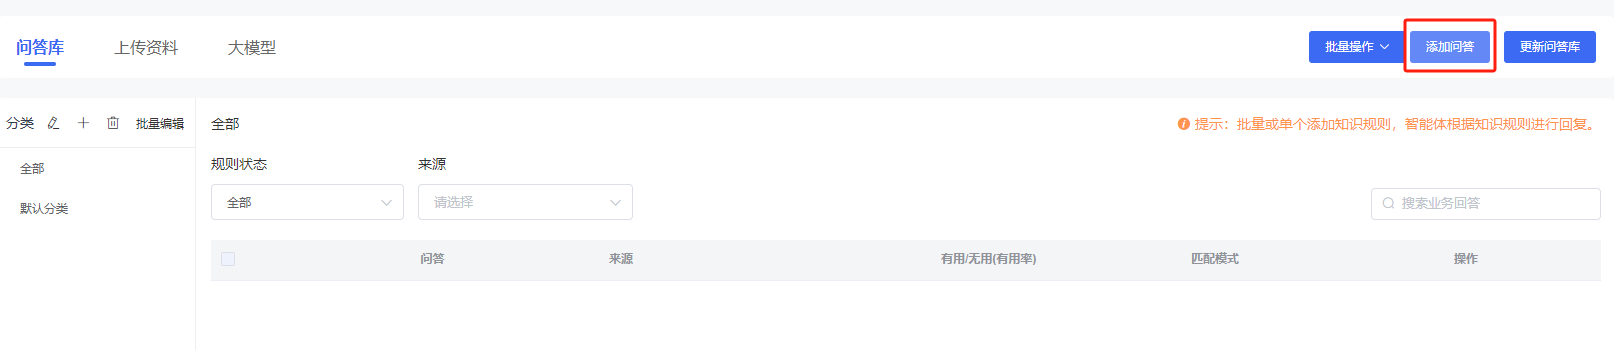 问答库 上传资料 大模型 批量操作 添加问答 更新问答库
分类 批量编辑 全部 提示：批量或单个添加知识规则，智能体根据知识规则进行回复。
全部
默认分类
规则状态 来源
全部 请选择 搜索业务回答
问答 来源 有用/无用(有用率) 匹配模式 操作